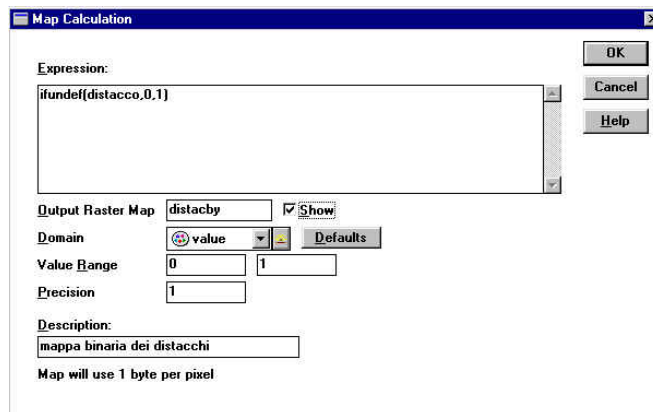 Map Calculation
OK
Expression:
ifundef(distacco,0,1)
Cancel
Help
Output Raster Map distacby Show
Domain value Defaults
Value Range 0 1
Precision 1
Description:
mappa binaria dei distacchi
Map will use 1 byte per pixel